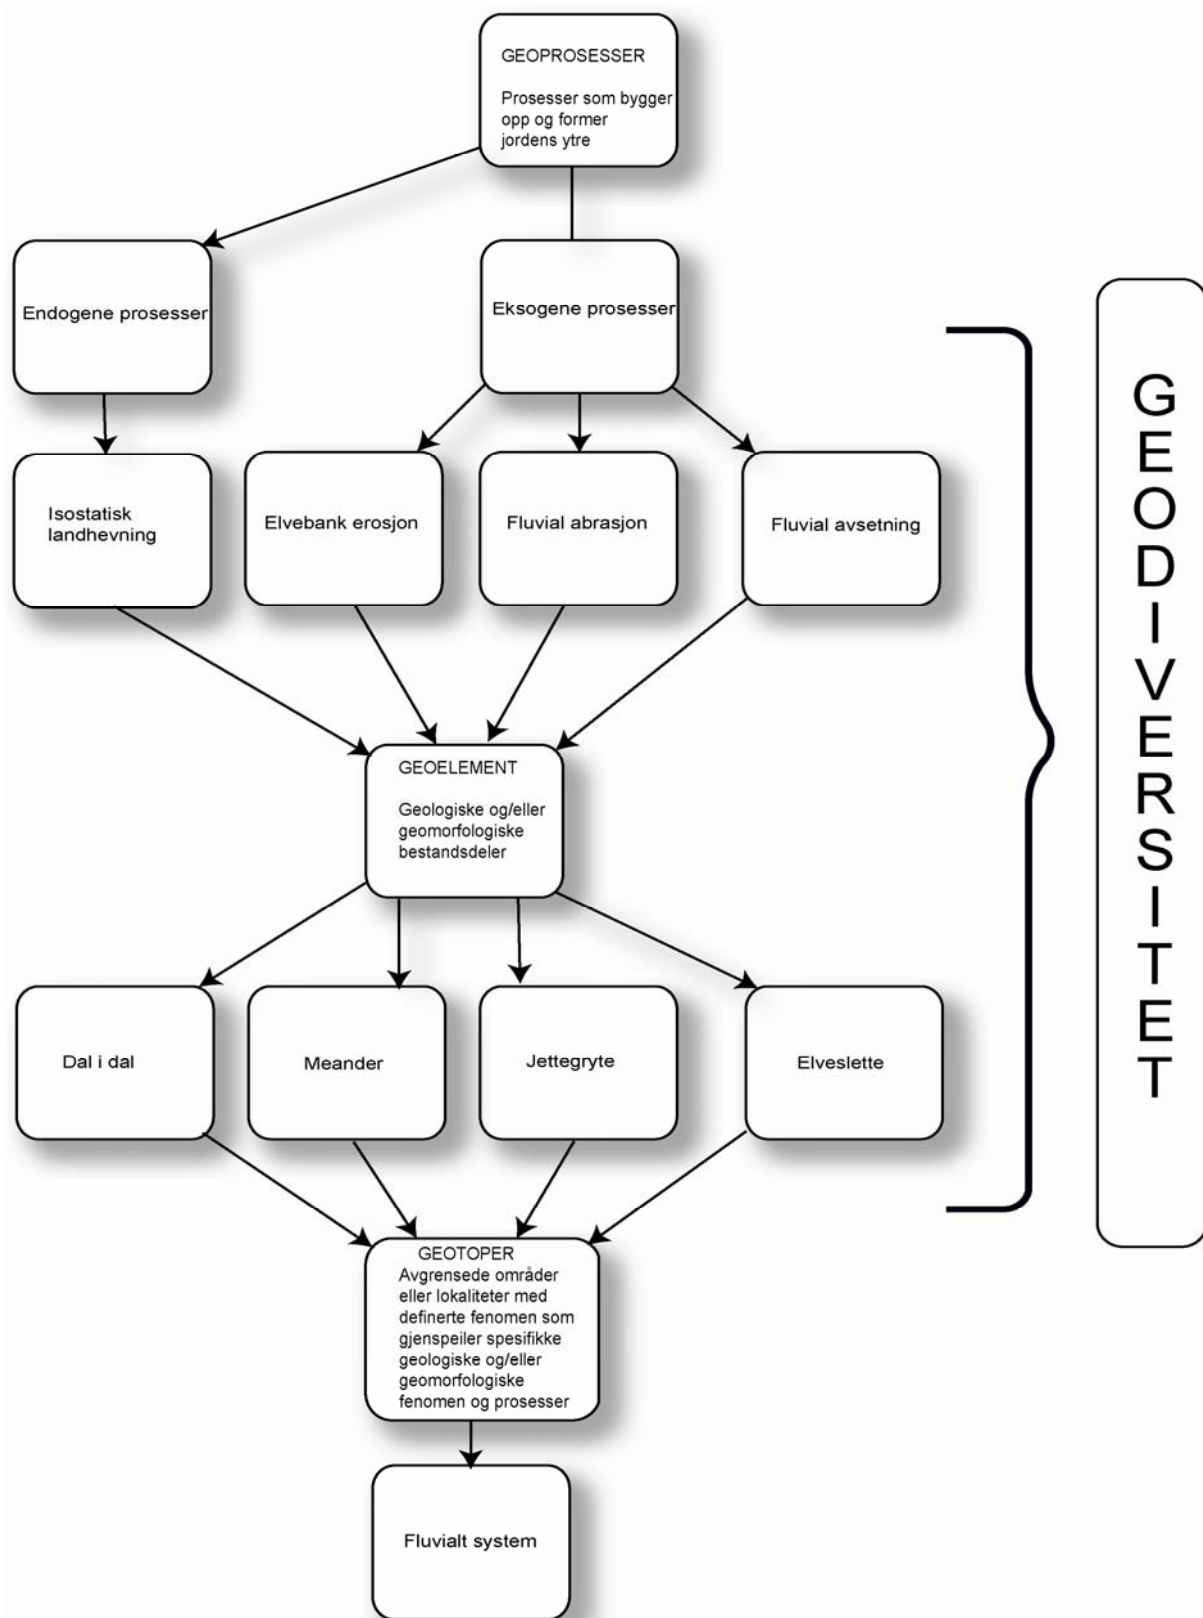 GEOPROSESSER
Prosesser som bygger
opp og former
jordens ytre
Endogene prosesser
Eksogene prosesser
Isostatisk
landhevning
Elvebank erosjon
Fluvial abrasjon
Fluvial avsetning
GEOELEMENT
Geologiske og/eller
geomorfologiske
bestandsdeler
Dal i dal
Meander
Jettegryte
Elveslette
GEOTOPER
Avgrensede områder
eller lokaliteter med
definerte fenomen som
gjenspeiler spesifikke
geologiske og/eller
geomorfologiske
fenomen og prosesser
Fluvialt system
GEODIVERSITET